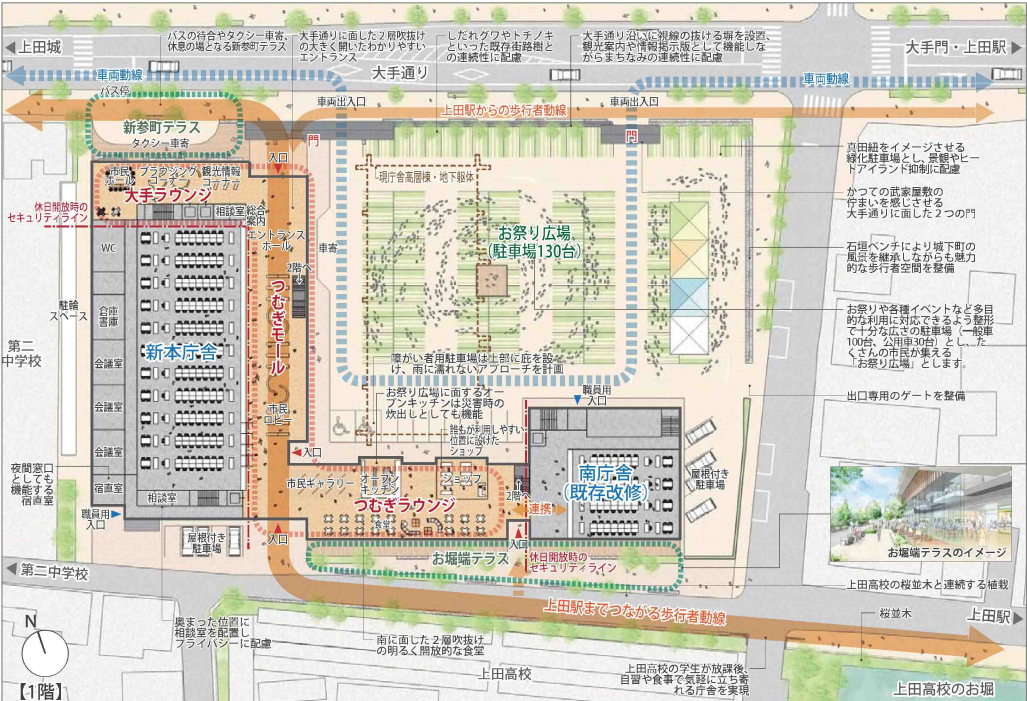 バスの待合やタクシー車寄、
休息の場となる新参町テラス
大手通りに面した2層吹抜け
の大きく開いたわかりやすい
エントランス
しだれグワやトチノキ
といった既存街路樹と
の連続性に配慮
大手通り沿いに視線の抜ける塀を設置、
観光案内や情報掲示版として機能しな
がらまちなみの連続性に配慮
◀上田城
大手通り
大手門・上田駅▶
車両動線
車両動線
バス停
車両出入口
上田駅からの歩行者動線
車両出入口
新参町テラス
タクシー車寄
入口
門
門
真田紐をイメージさせる
緑化駐車場とし、景観やヒー
トアイランド抑制に配慮
市民
ホール
ブラウジング
コーナー
観光情報
コーナー
大手ラウンジ
現庁舎高層棟・地下躯体
かつての武家屋敷の
佇まいを感じさせる
大手通りに面した2つの門
休日開放時の
セキュリティライン
相談室
総合
案内
エントランス
ホール
車寄
お祭り広場
(駐車場130台)
石垣ベンチにより城下町の
風景を継承しながらも魅力
的な歩行者空間を整備
WC
2階へ
駐輪
スペース
倉庫
書庫
つむぎモール
お祭りや各種イベントなど多目
的な利用に対応できるよう整形
で十分な広さの駐車場(一般車
100台、公用車30台)とし、た
くさんの市民が集える
「お祭り広場」とします。
第二
中学校
会議室
新本庁舎
障がい者用駐車場は上部に庇を設
け、雨に濡れないアプローチを計画
お祭り広場に面するオー
プンキッチンは災害時の
炊出しとしても機能
職員用
入口
出口専用のゲートを整備
会議室
市民
ロビー
誰もが利用しやすい
位置に設けた
ショップ
会議室
入口
夜間窓口
としても
機能する
宿直室
宿直室
相談室
市民ギャラリー
オープン
キッチン
ショップ
2階へ
南庁舎
(既存改修)
屋根付き
駐車場
つむぎラウンジ
連携
食堂
職員用
入口
屋根付き
駐車場
入口
入口
お堀端テラス
休日開放時の
セキュリティライン
お堀端テラスのイメージ
◀第二中学校
上田高校の桜並木と連続する植栽
上田駅までつながる歩行者動線
桜並木
上田駅▶
N
奥まった位置に
相談室を配置し
プライバシーに配慮
南に面した2層吹抜け
の明るく開放的な食堂
上田高校
上田高校の学生が放課後、
自習や食事で気軽に立ち寄
れる庁舎を実現
上田高校のお堀
【1階】